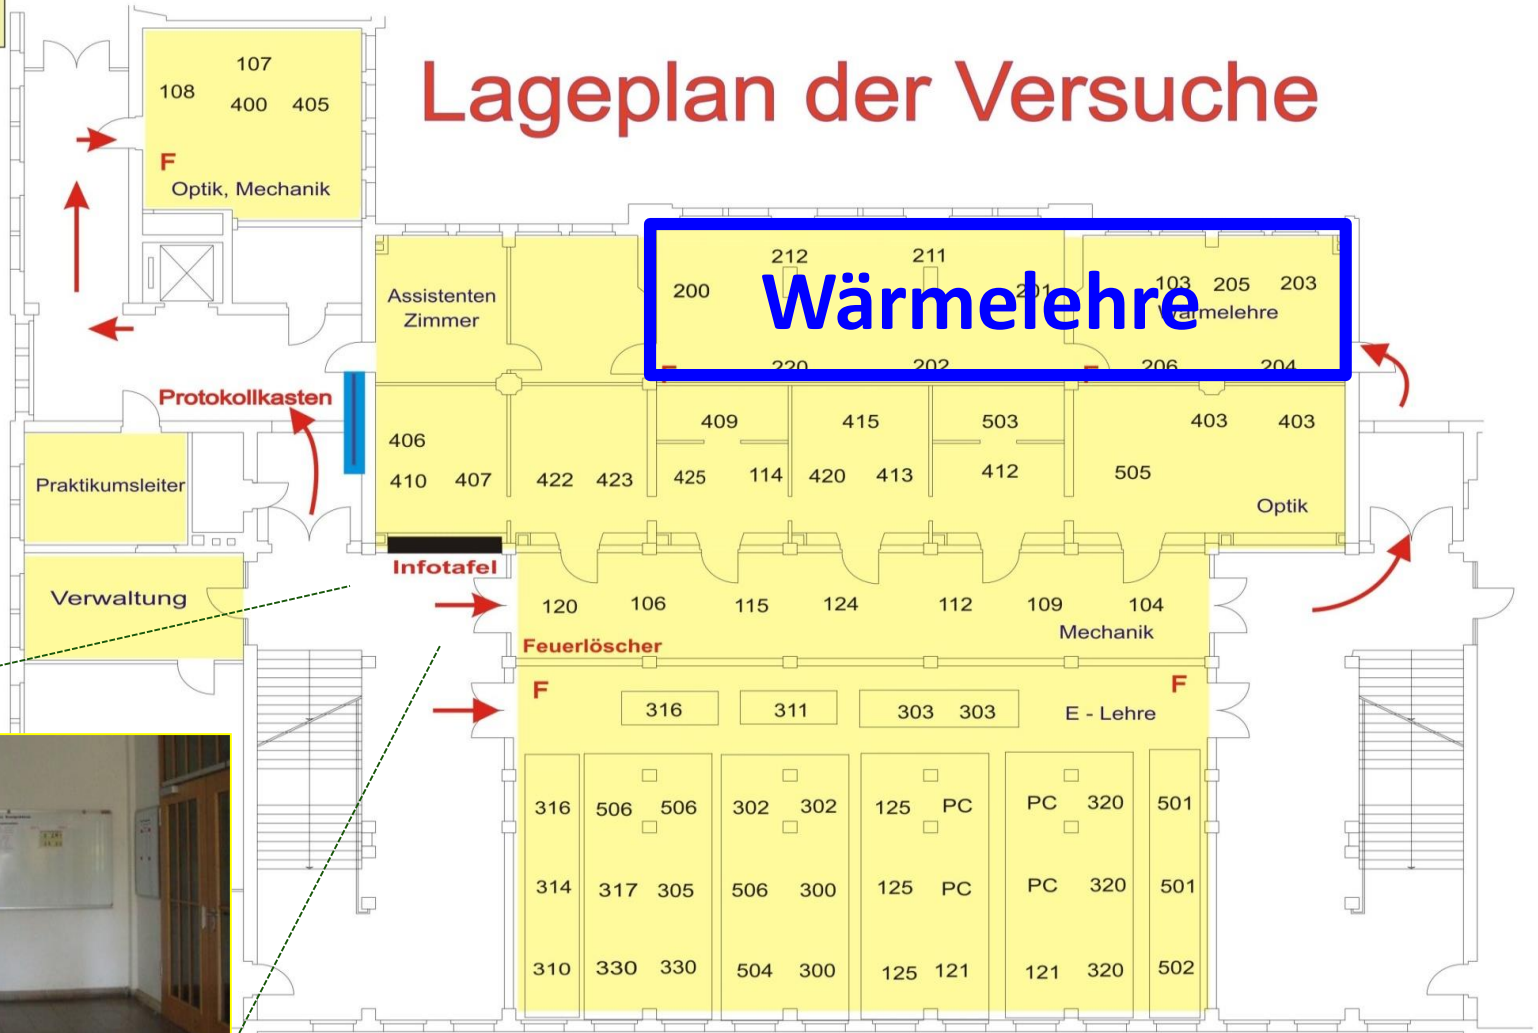 Lageplan der Versuche
107
108 400 405
F
Optik, Mechanik
Assistenten
Zimmer
212 211
200 201
Wärmelehre
103 205 203
Wärmelehre
220 202
206 204
F F
Protokollkasten
Praktikumsleiter
Verwaltung
406
410 407
422 423
409
425 114
415
420 413
503
412
403 403
505
Optik
Infotafel
120 106 115 124 112 109 104
Mechanik
Feuerlöscher
F F
316 311 303 303 E - Lehre
316 506 506 302 302 125 PC PC 320 501
314 317 305 506 300 125 PC PC 320 501
310 330 330 504 300 125 121 121 320 502